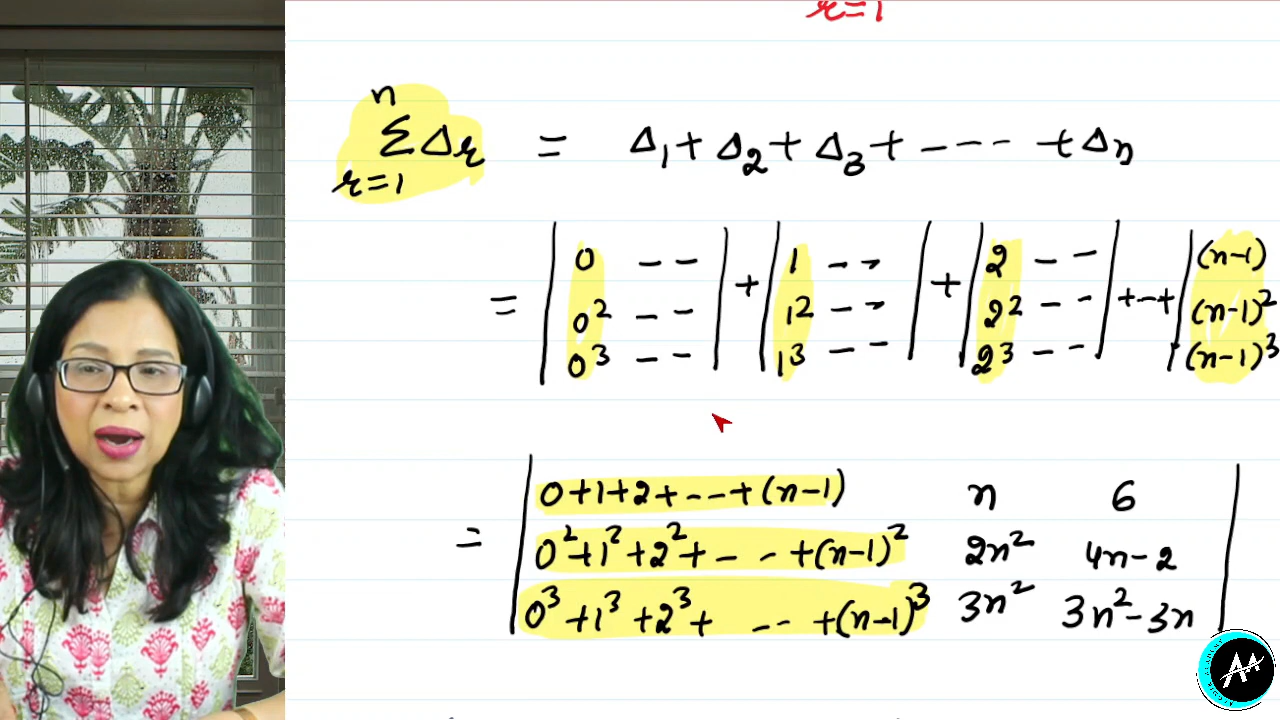 r=1
n
ΣΔr = Δ₁ + Δ₂ + Δ₃ + ---- + Δn
r=1
= | 0 -- | + | 1 -- | + | 2 -- | + -- + | (n-1)
| 0² -- | | 1² -- | | 2² -- | | (n-1)²
| 0³ -- | | 1³ -- | | 2³ -- | | (n-1)³
= | 0+1+2+---+(n-1) n 6 |
| 0²+1²+2²+---+(n-1)² 2n² 4n-2 |
| 0³+1³+2³+ --- +(n-1)³ 3n² 3n²-3n |